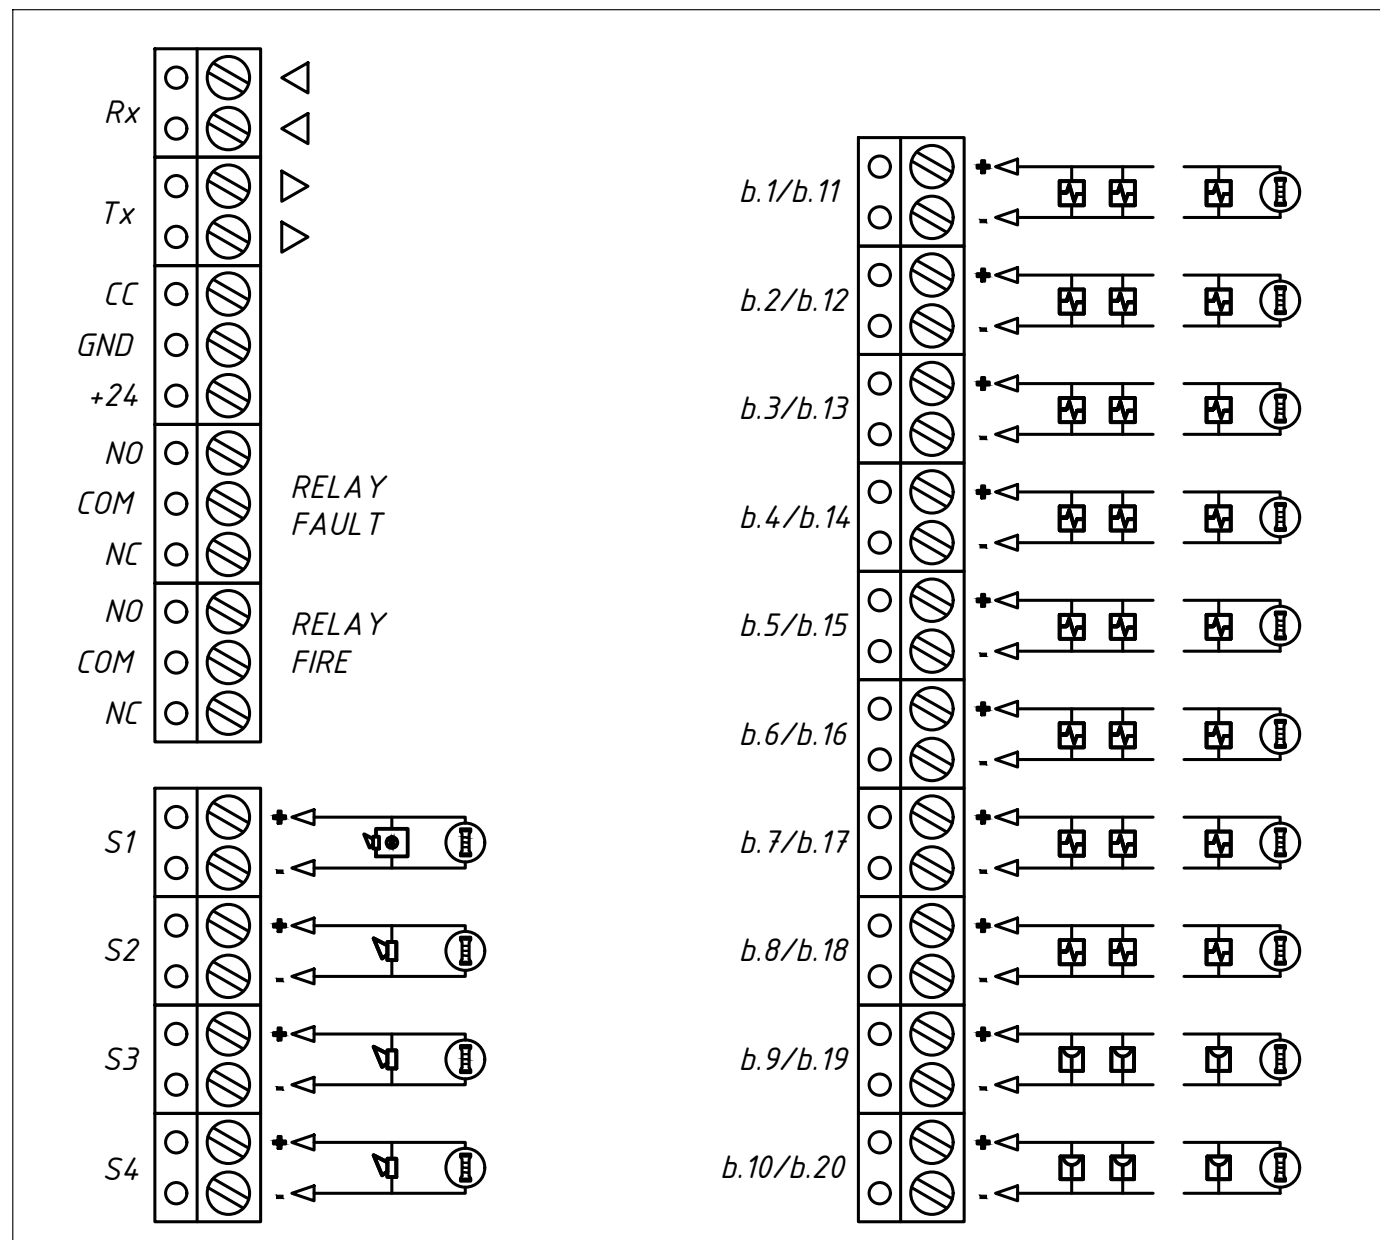 Rx
Tx
CC
GND
+24
NO
COM
NC
RELAY
FAULT
NO
COM
NC
RELAY
FIRE
S1
+
-
S2
+
-
S3
+
-
S4
+
-
b.1/b.11
+
-
b.2/b.12
+
-
b.3/b.13
+
-
b.4/b.14
+
-
b.5/b.15
+
-
b.6/b.16
+
-
b.7/b.17
+
-
b.8/b.18
+
-
b.9/b.19
+
-
b.10/b.20
+
-